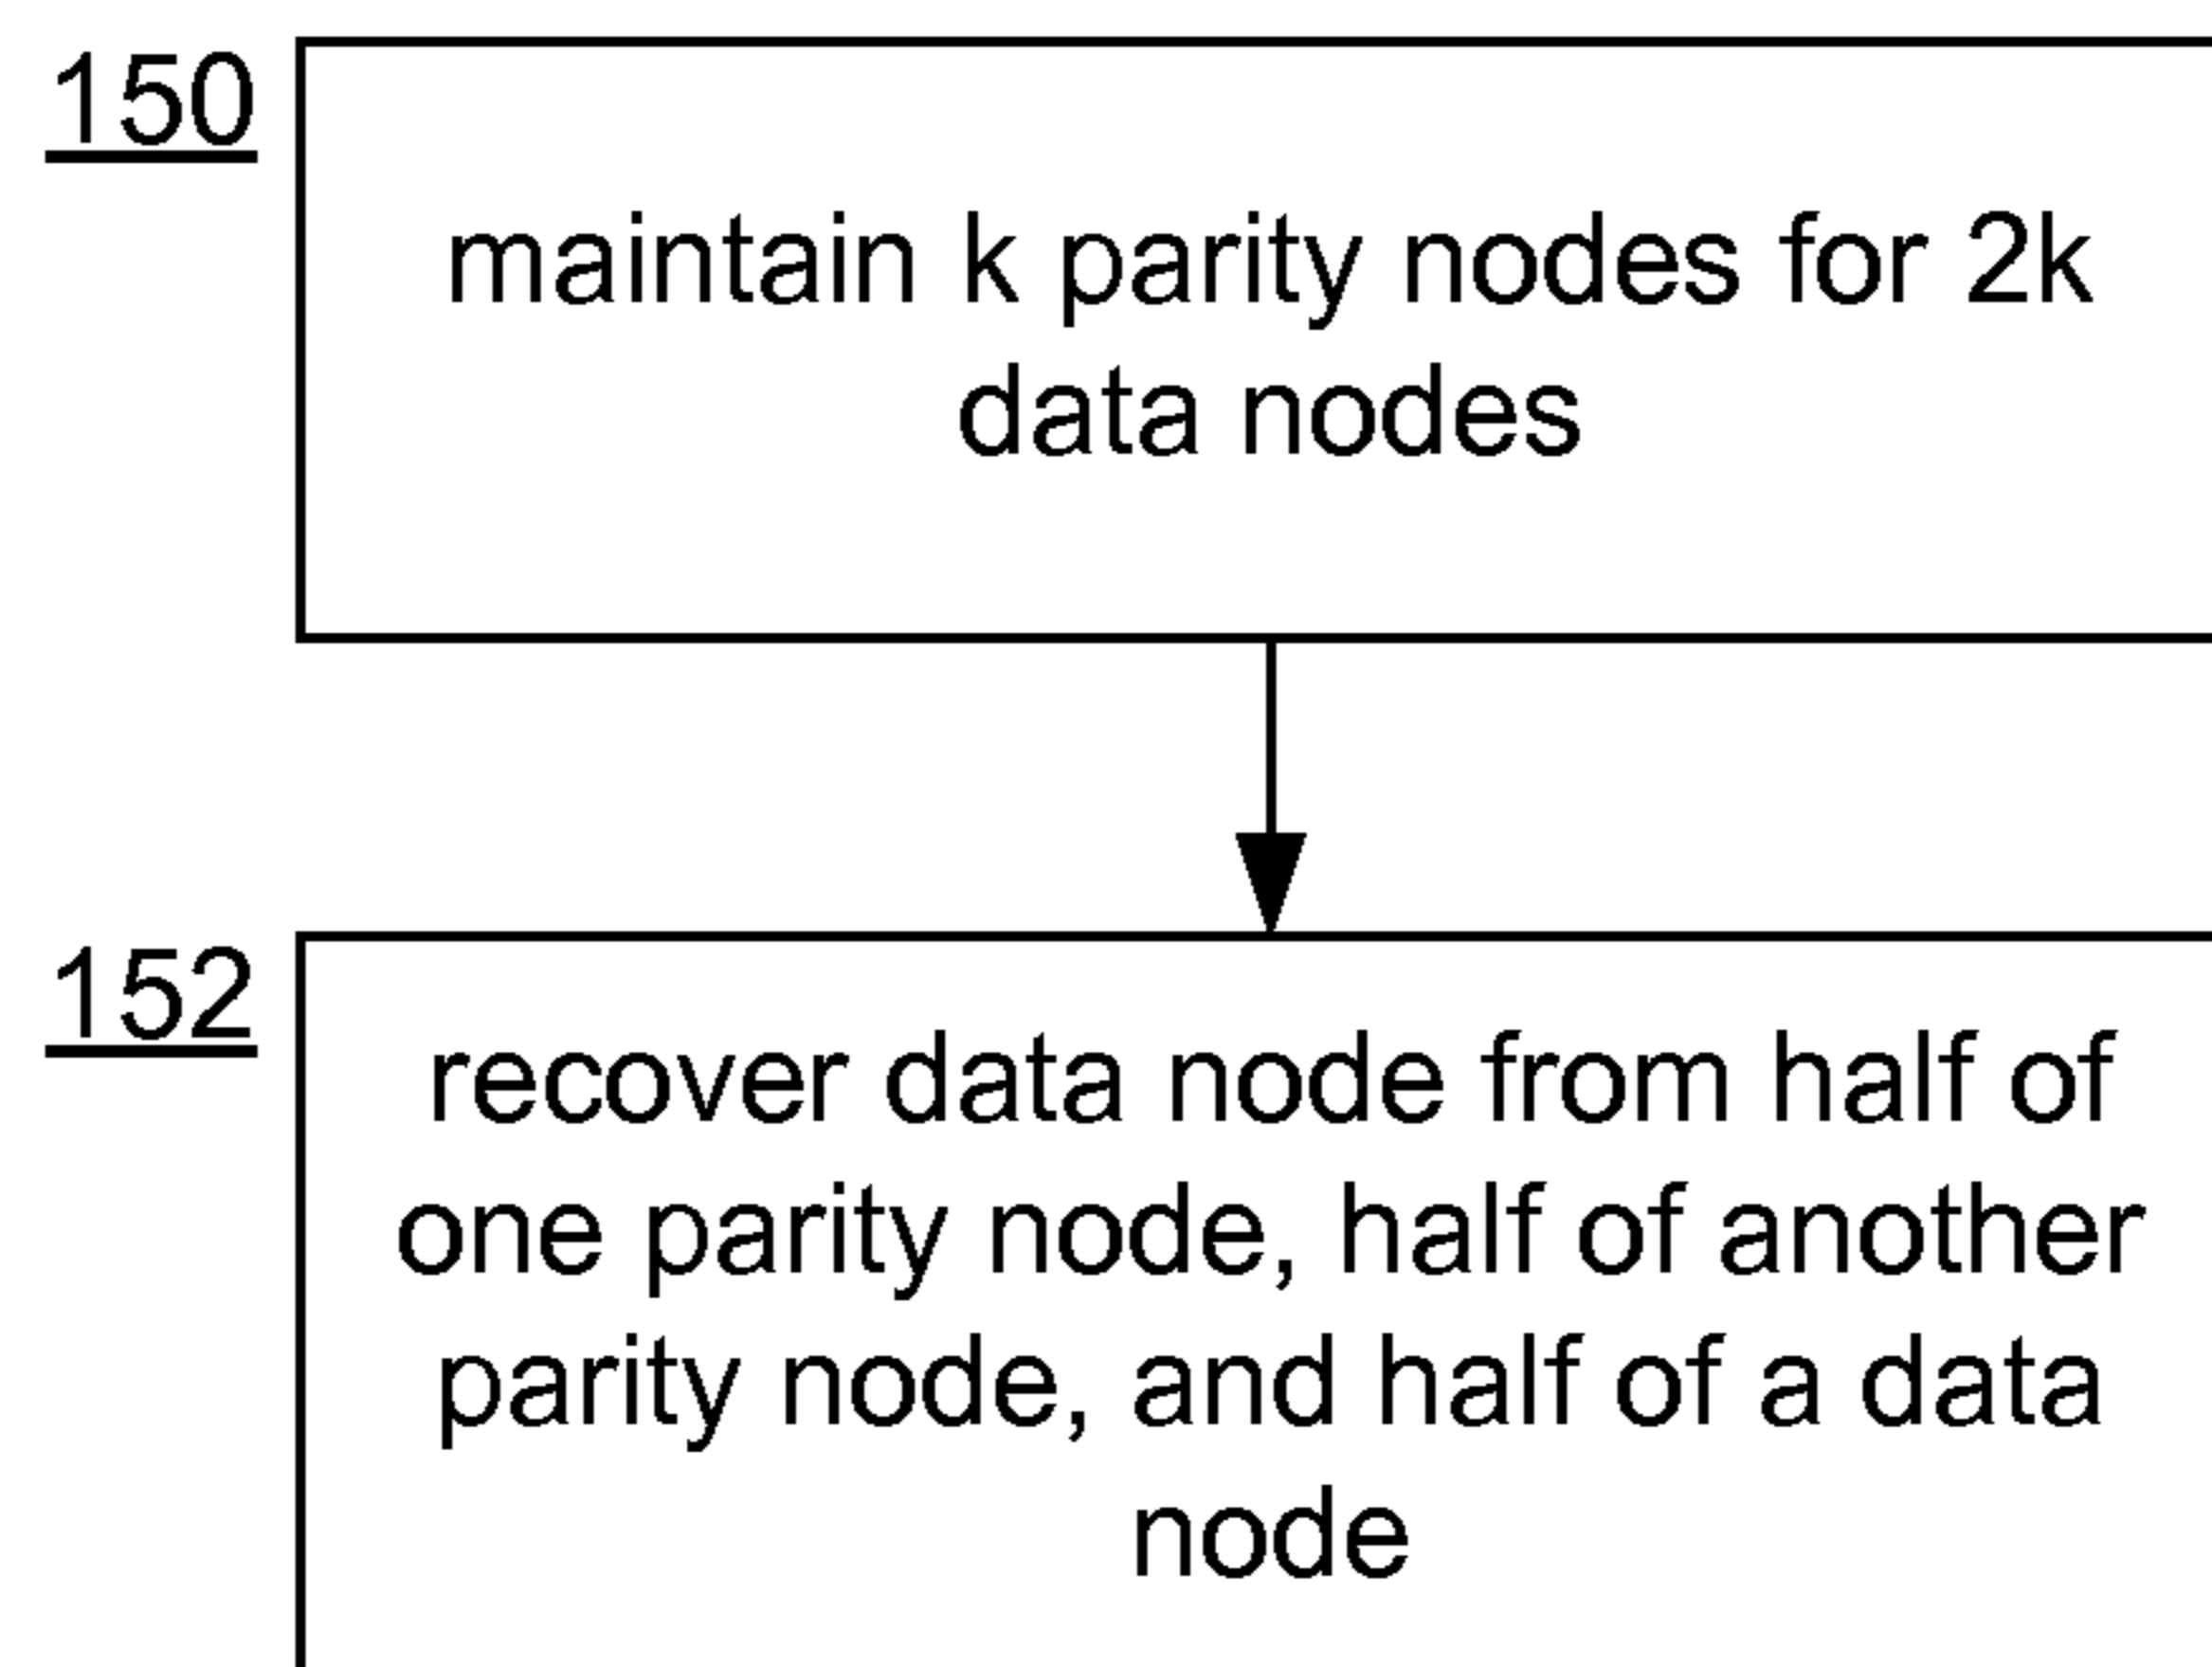 150
maintain k parity nodes for 2k
data nodes
152
recover data node from half of
one parity node, half of another
parity node, and half of a data
node